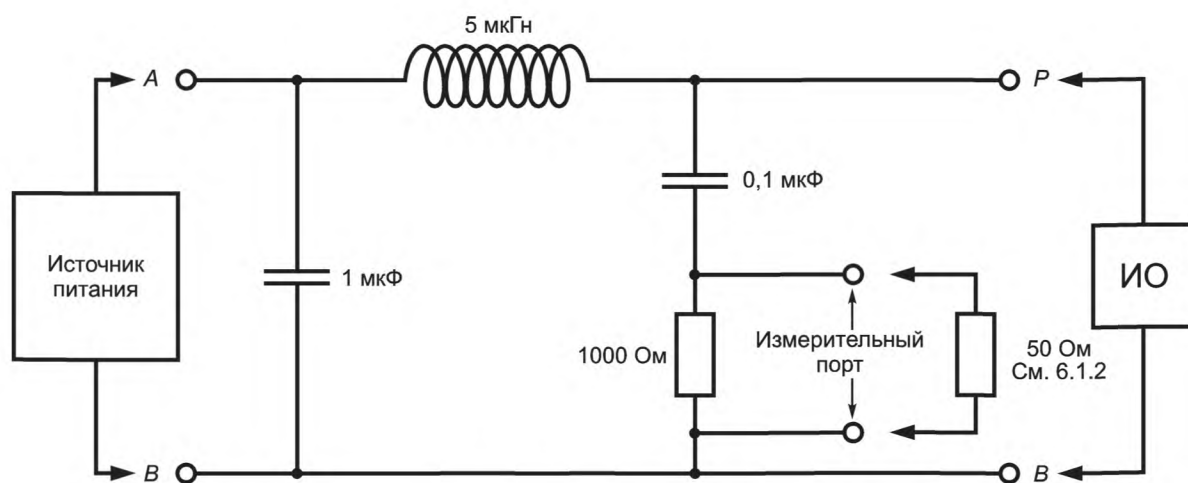 5 мкГн
A
P
0,1 мкФ
Источник
питания
1 мкФ
ИО
1000 Ом
Измерительный
порт
50 Ом
См. 6.1.2
B
B